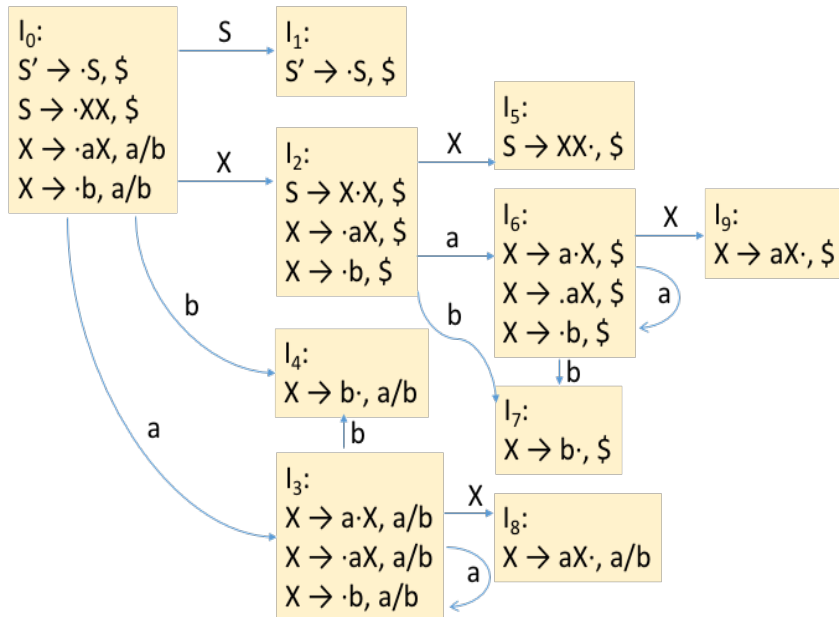 I₀:
S' → ·S, $
S → ·XX, $
X → ·aX, a/b
X → ·b, a/b
S
I₁:
S' → ·S, $
X
I₂:
S → X·X, $
X → ·aX, $
X → ·b, $
X
I₅:
S → XX·, $
a
I₆:
X → a·X, $
X → .aX, $
X → ·b, $
X
I₉:
X → aX·, $
a
b
b
b
I₄:
X → b·, a/b
I₇:
X → b·, $
a
b
I₃:
X → a·X, a/b
X → ·aX, a/b
X → ·b, a/b
X
I₈:
X → aX·, a/b
a